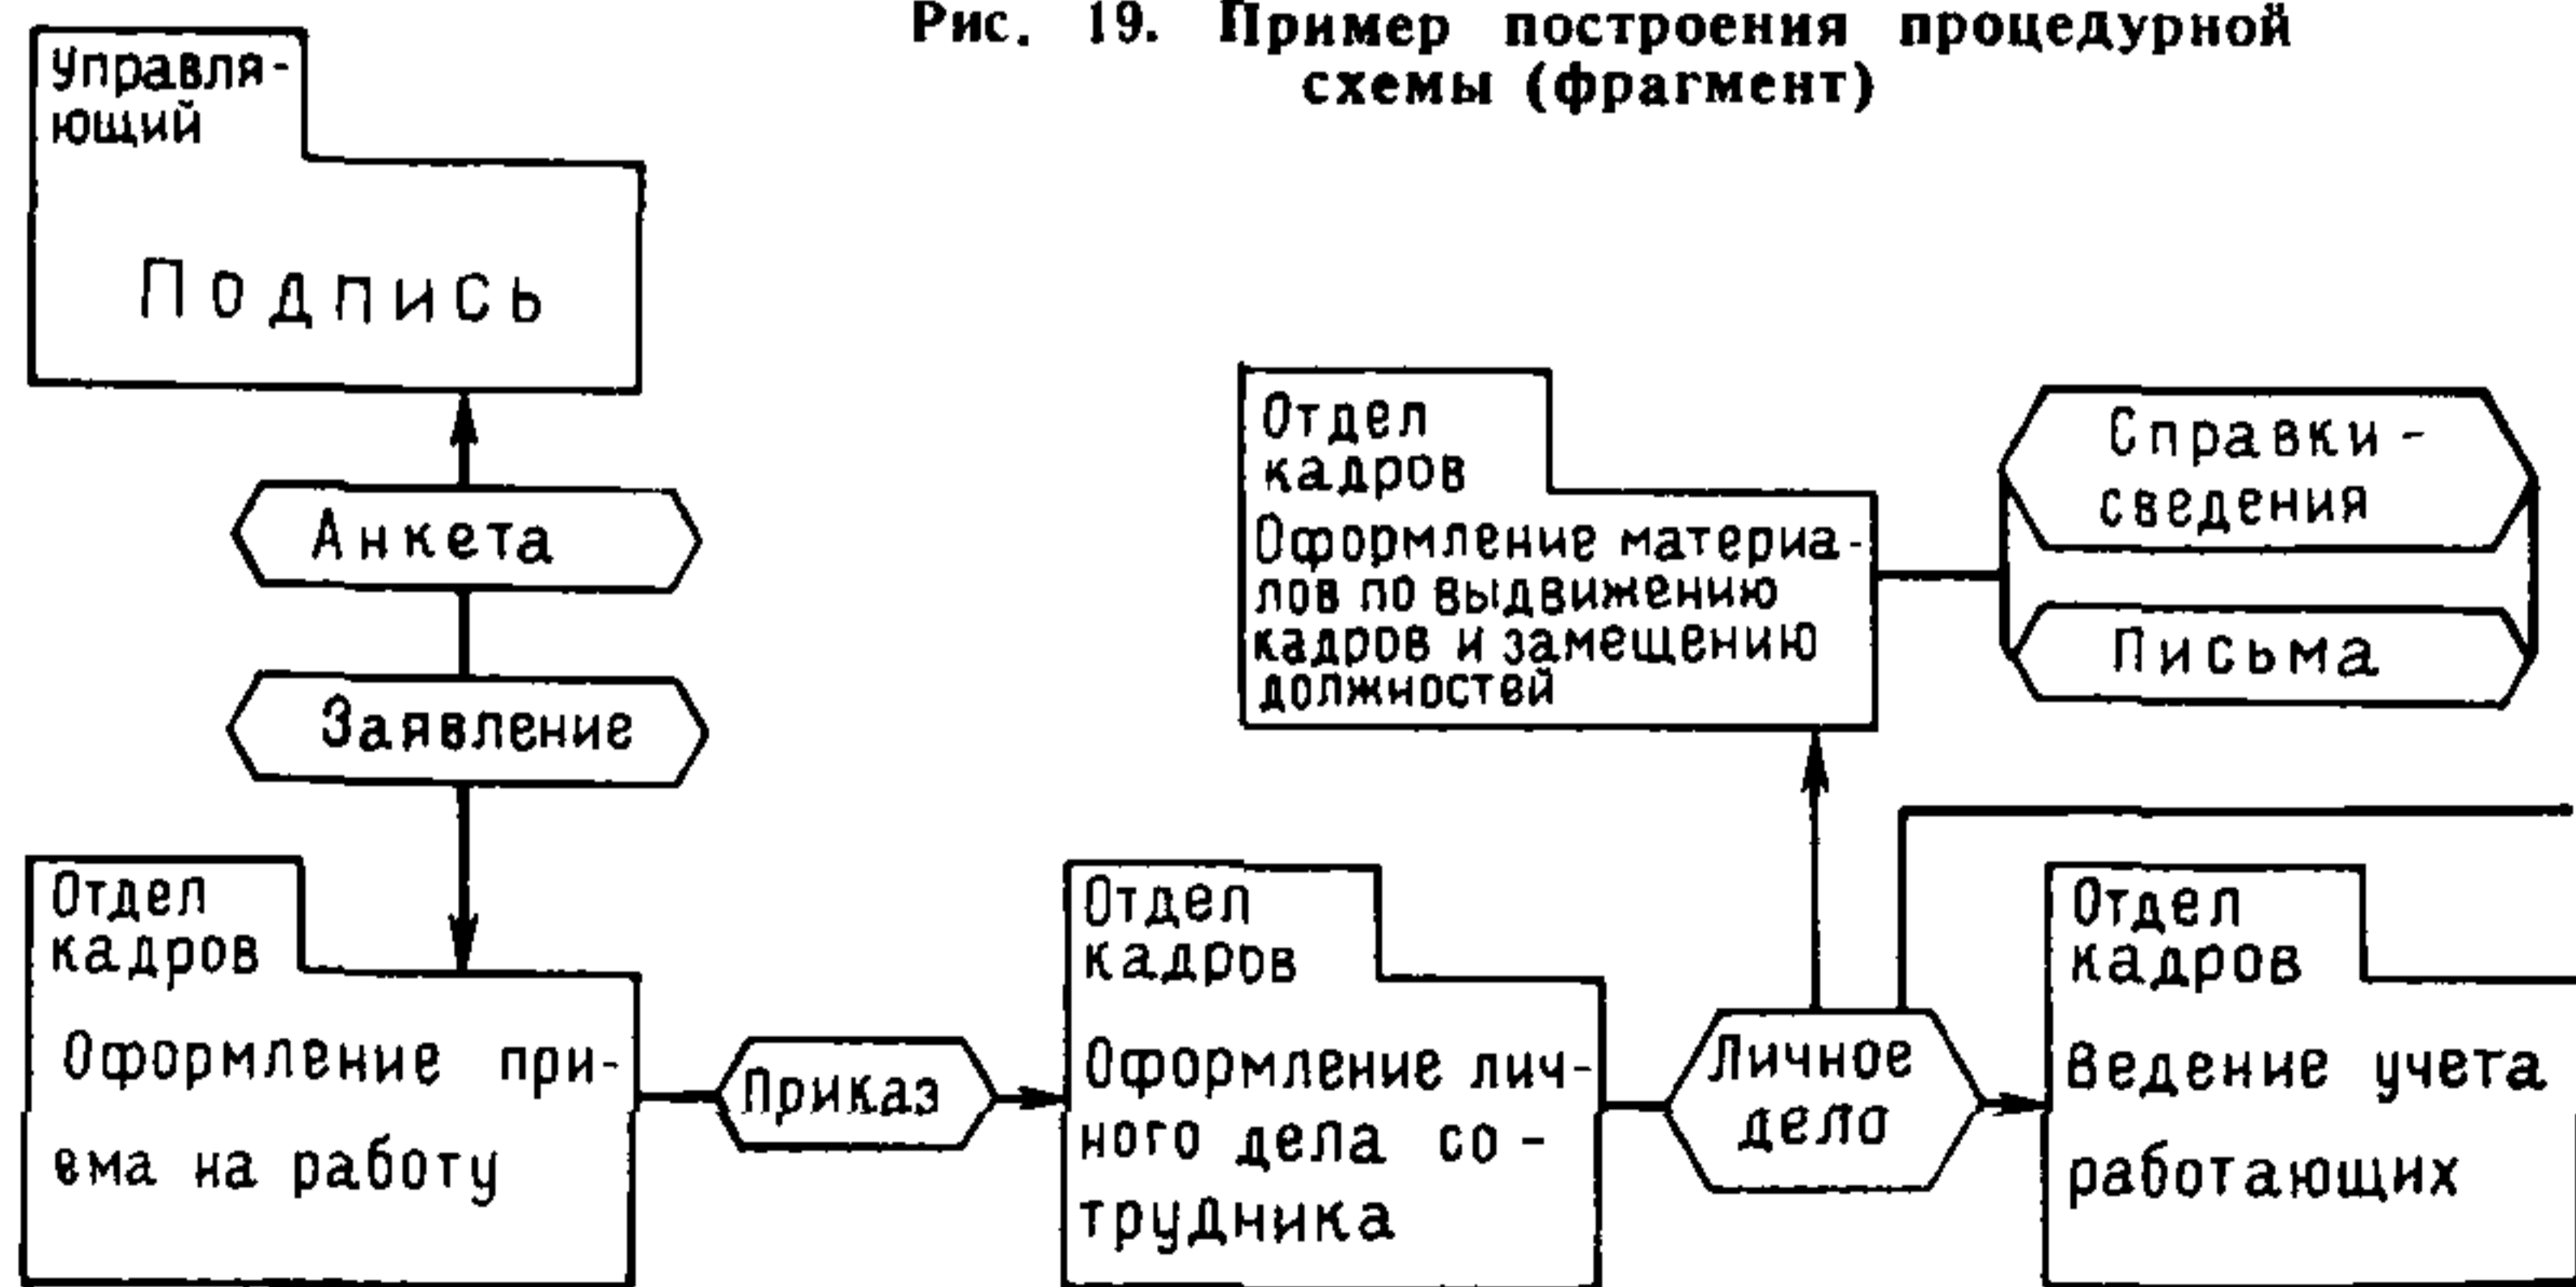 Рис. 19. Пример построения процедурной
схемы (фрагмент)
Управля-
ющий
Подпись
Анкета
Заявление
Отдел
кадров
Оформление при-
ема на работу
Приказ
Отдел
кадров
Оформление лич-
ного дела со-
трудника
Личное
дело
Отдел
кадров
Оформление материа-
лов по выдвижению
кадров и замещению
должностей
Справки-
сведения
Письма
Отдел
кадров
Ведение учета
работающих